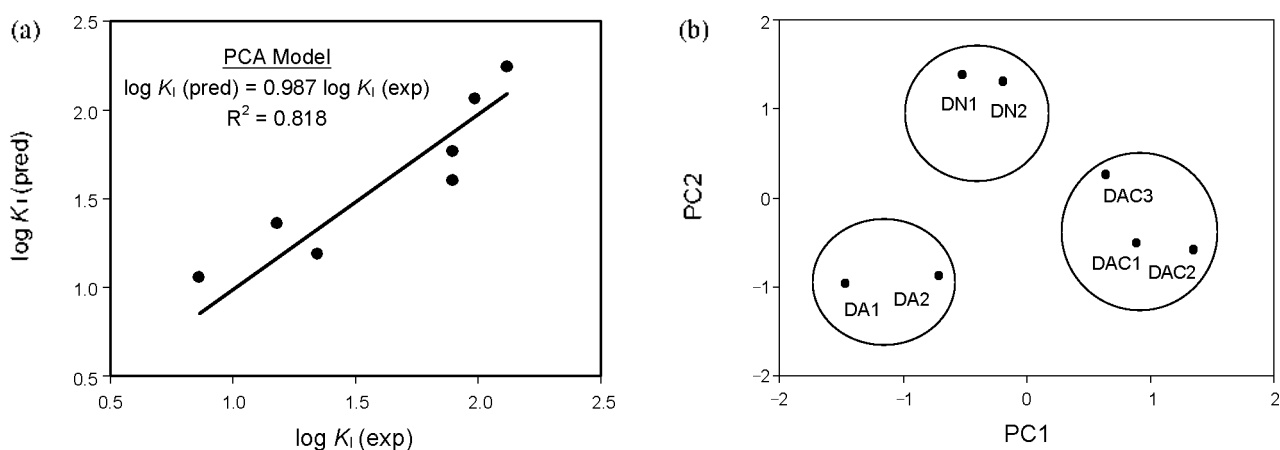 (a)
2.5
2.0
1.5
1.0
0.5
log K_I (pred)
PCA Model
log K_I (pred) = 0.987 log K_I (exp)
R² = 0.818
0.5 1.0 1.5 2.0 2.5
log K_I (exp)
(b)
2
1
0
−1
−2
PC2
DN1 DN2
DAC3
DAC1 DAC2
DA1 DA2
−2 −1 0 1 2
PC1